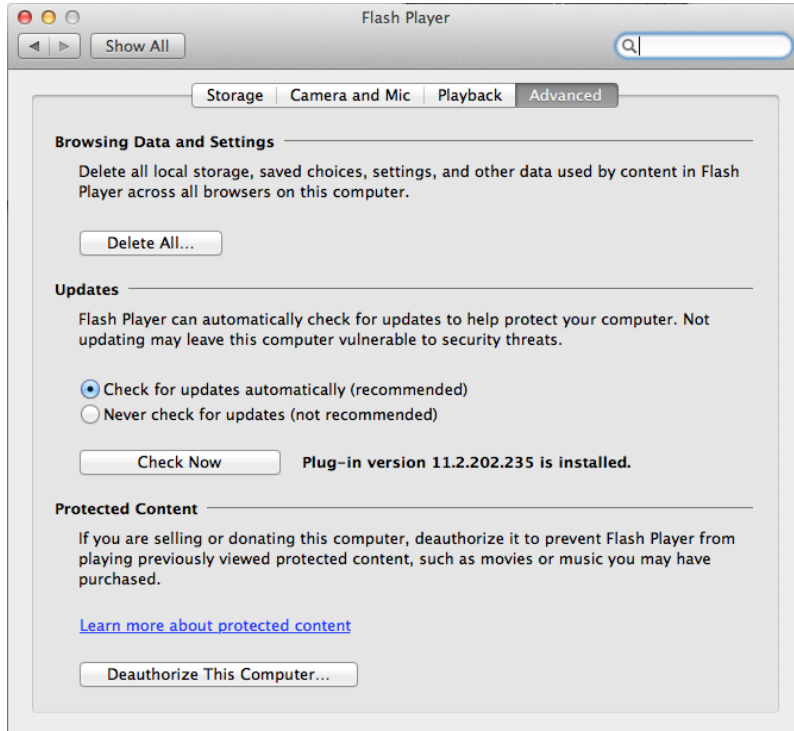 Flash Player
Show All
Storage Camera and Mic Playback Advanced
Browsing Data and Settings
Delete all local storage, saved choices, settings, and other data used by content in Flash
Player across all browsers on this computer.
Delete All...
Updates
Flash Player can automatically check for updates to help protect your computer. Not
updating may leave this computer vulnerable to security threats.
Check for updates automatically (recommended)
Never check for updates (not recommended)
Check Now Plug-in version 11.2.202.235 is installed.
Protected Content
If you are selling or donating this computer, deauthorize it to prevent Flash Player from
playing previously viewed protected content, such as movies or music you may have
purchased.
Learn more about protected content
Deauthorize This Computer...